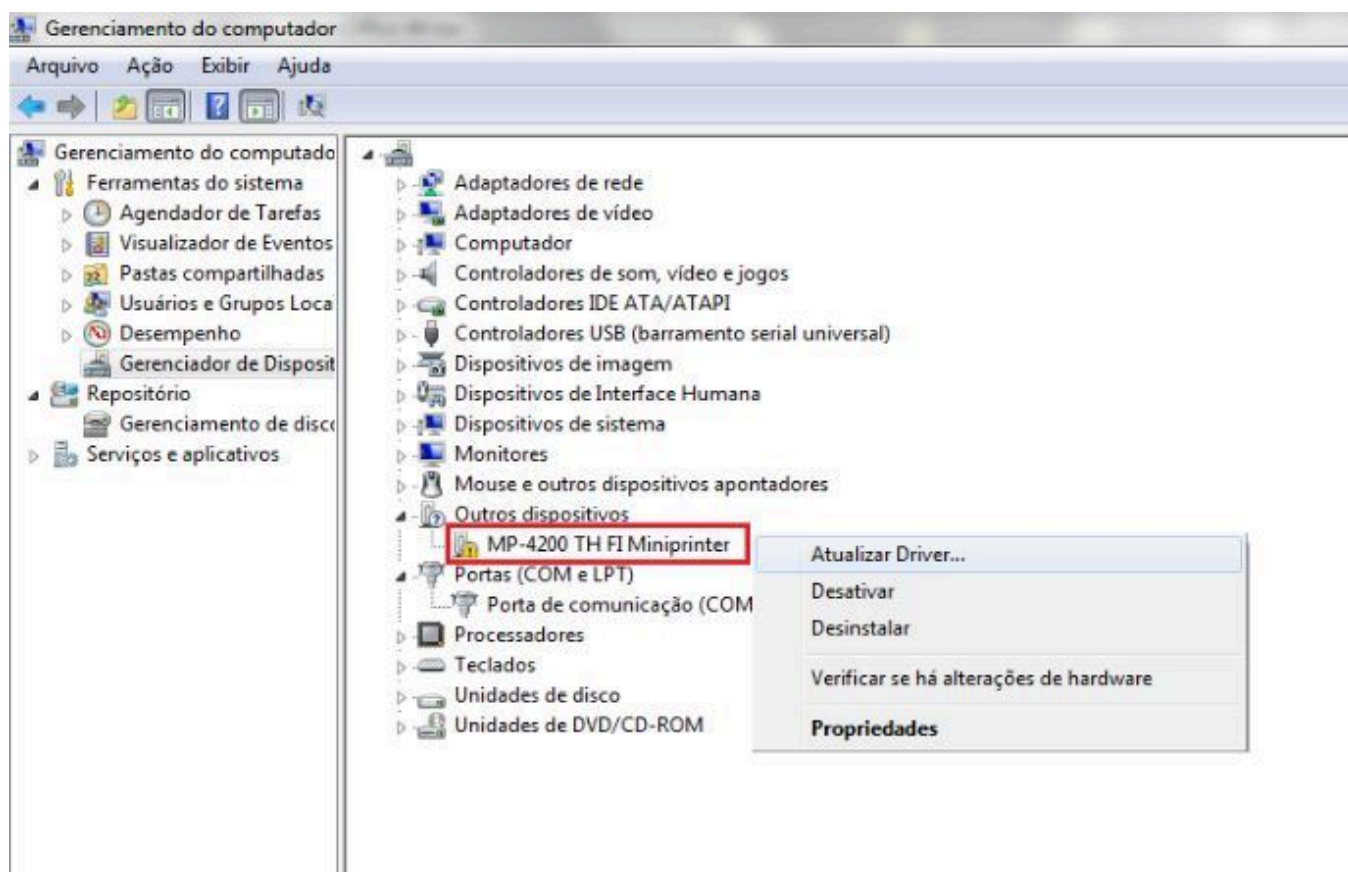 Gerenciamento do computador
Arquivo Ação Exibir Ajuda
Gerenciamento do computado
Ferramentas do sistema
Agendador de Tarefas
Visualizador de Eventos
Pastas compartilhadas
Usuários e Grupos Loca
Desempenho
Gerenciador de Disposit
Repositório
Gerenciamento de disco
Serviços e aplicativos
Adaptadores de rede
Adaptadores de vídeo
Computador
Controladores de som, vídeo e jogos
Controladores IDE ATA/ATAPI
Controladores USB (barramento serial universal)
Dispositivos de imagem
Dispositivos de Interface Humana
Dispositivos de sistema
Monitores
Mouse e outros dispositivos apontadores
Outros dispositivos
MP-4200 TH FI Miniprinter
Portas (COM e LPT)
Porta de comunicação (COM
Processadores
Teclados
Unidades de disco
Unidades de DVD/CD-ROM
Atualizar Driver...
Desativar
Desinstalar
Verificar se há alterações de hardware
Propriedades